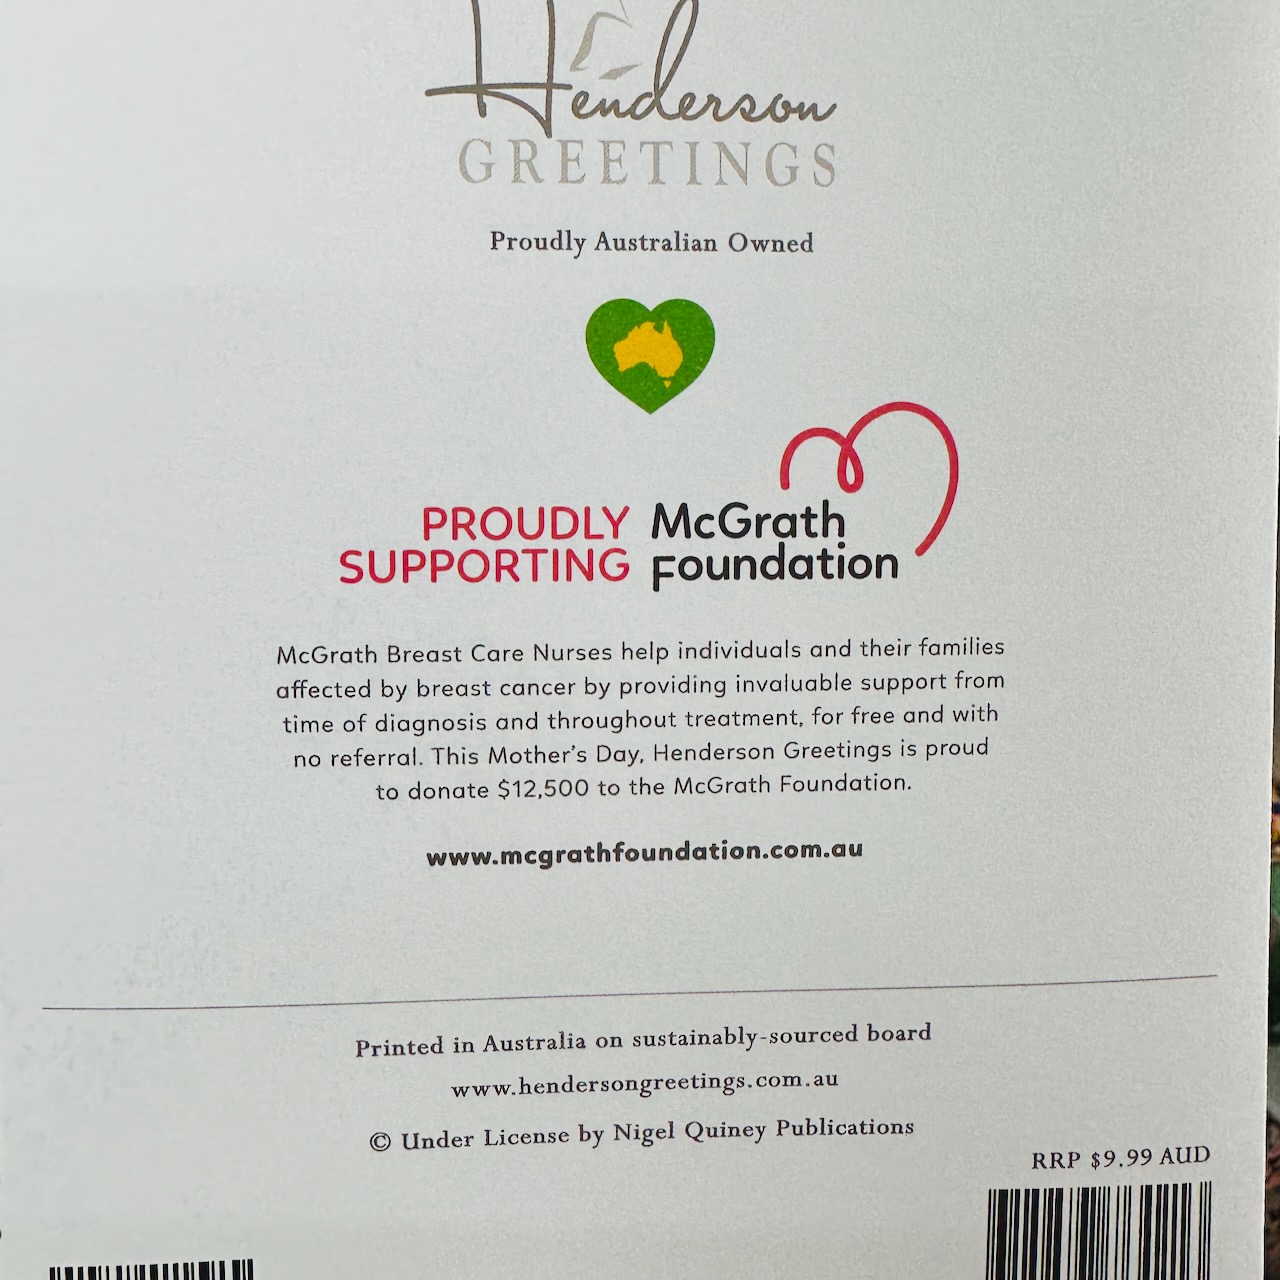 Henderson
GREETINGS
Proudly Australian Owned
PROUDLY McGrath
SUPPORTING Foundation
McGrath Breast Care Nurses help individuals and their families
affected by breast cancer by providing invaluable support from
time of diagnosis and throughout treatment, for free and with
no referral. This Mother's Day, Henderson Greetings is proud
to donate $12,500 to the McGrath Foundation.
www.mcgrathfoundation.com.au
Printed in Australia on sustainably-sourced board
www.hendersongreetings.com.au
© Under License by Nigel Quiney Publications
RRP $9.99 AUD